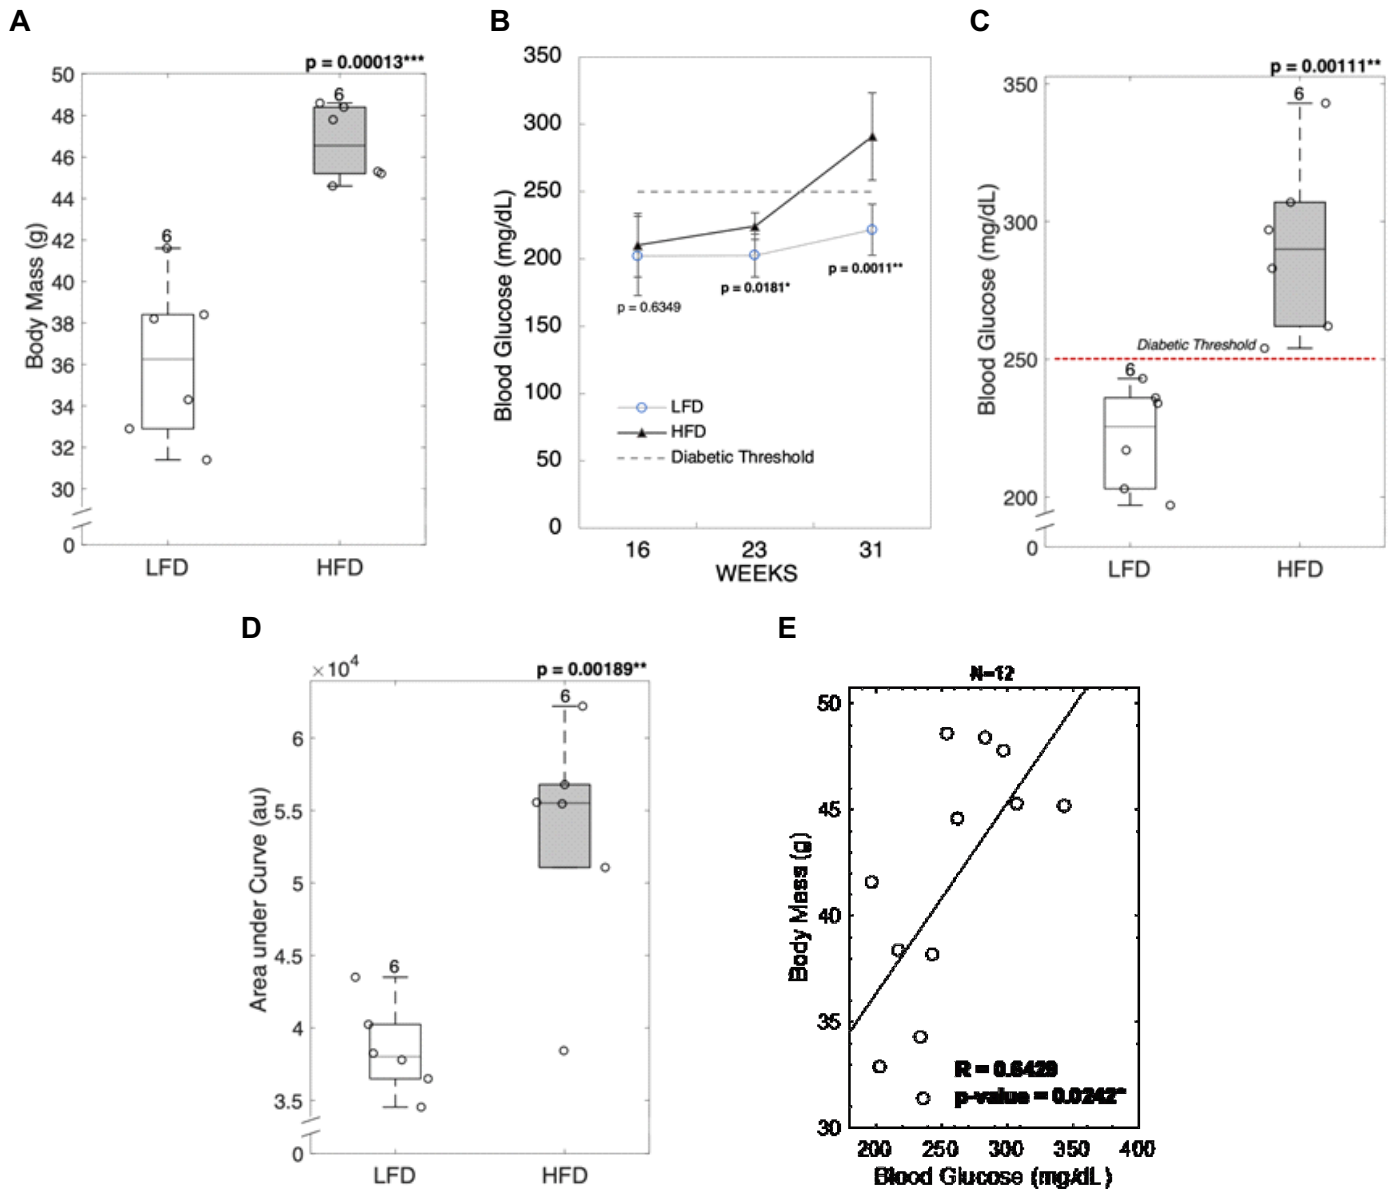 A
p = 0.00013***
50
48
46
44
42
40
38
36
34
32
30
0
Body Mass (g)
6
6
LFD
HFD
B
350
300
250
200
150
100
50
0
Blood Glucose (mg/dL)
p = 0.6349
p = 0.0181*
p = 0.0011**
LFD
HFD
Diabetic Threshold
16
23
31
WEEKS
C
p = 0.00111**
350
300
250
200
0
Blood Glucose (mg/dL)
6
Diabetic Threshold
6
LFD
HFD
D
×10⁴
p = 0.00189**
6
5.5
5
4.5
4
3.5
0
Area under Curve (au)
6
6
LFD
HFD
E
N=12
50
45
40
35
30
Body Mass (g)
R = 0.6429
p-value = 0.0242*
200
250
300
350
400
Blood Glucose (mg/dL)